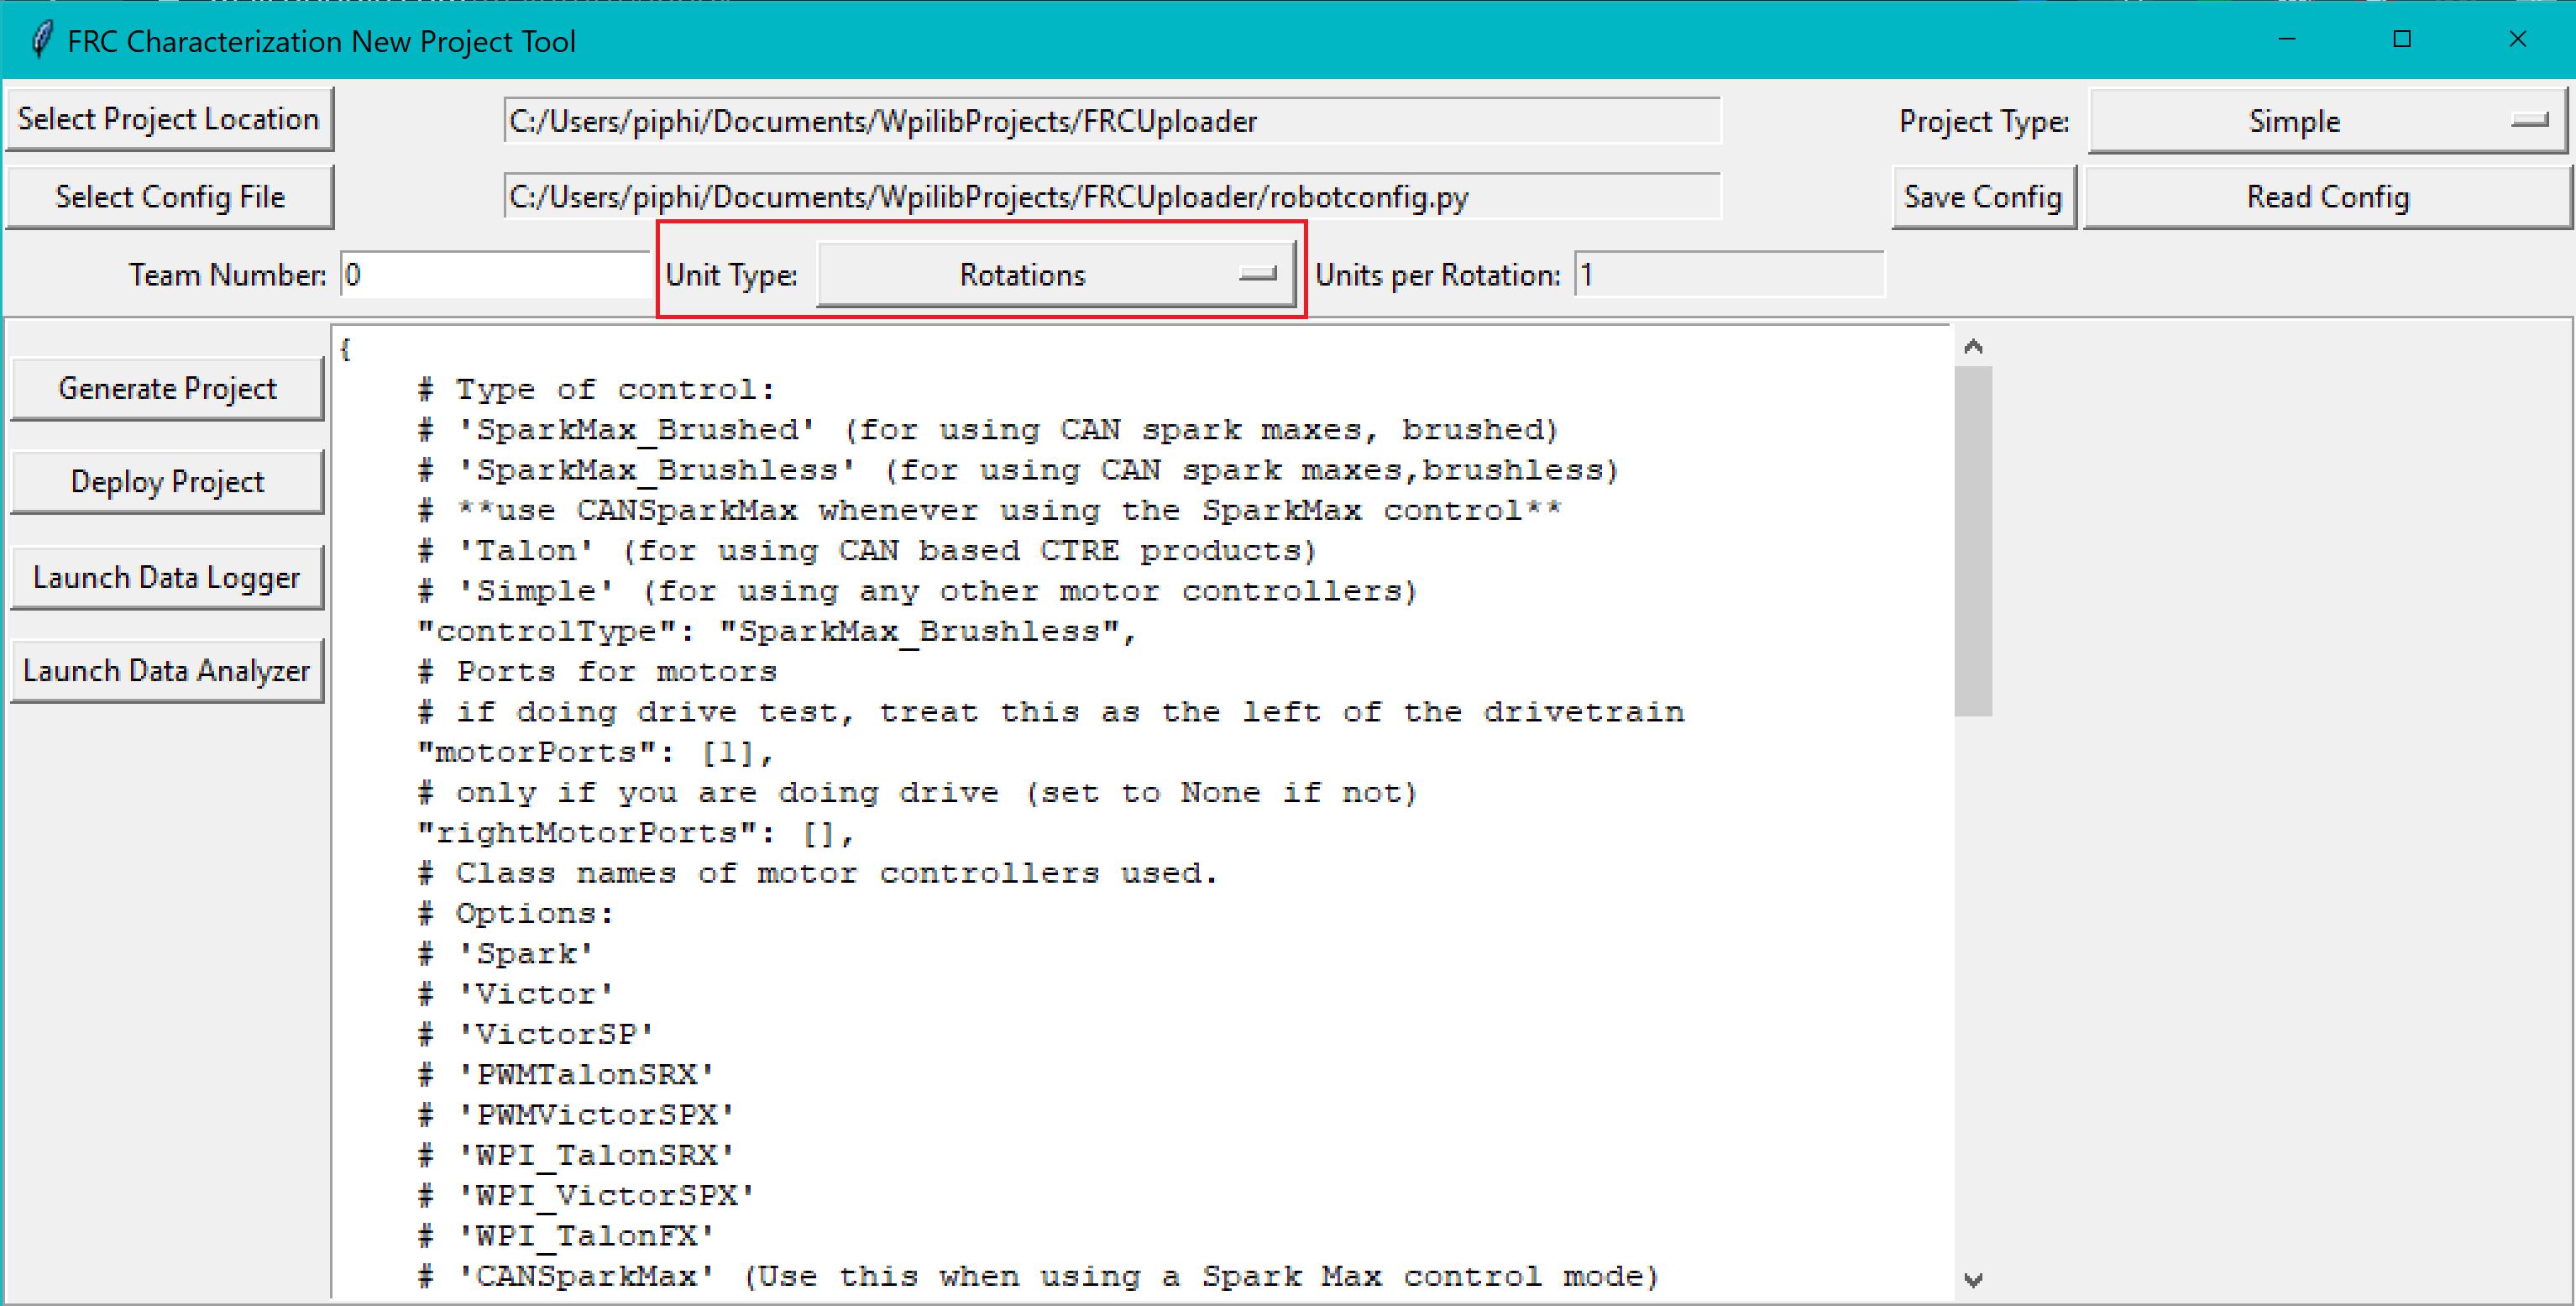 FRC Characterization New Project Tool
Select Project Location C:/Users/piphi/Documents/WpilibProjects/FRCUploader Project Type: Simple
Select Config File C:/Users/piphi/Documents/WpilibProjects/FRCUploader/robotconfig.py Save Config Read Config
Team Number: 0 Unit Type: Rotations Units per Rotation: 1
Generate Project
Deploy Project
Launch Data Logger
Launch Data Analyzer
{
# Type of control:
# 'SparkMax_Brushed' (for using CAN spark maxes, brushed)
# 'SparkMax_Brushless' (for using CAN spark maxes,brushless)
# **use CANSparkMax whenever using the SparkMax control**
# 'Talon' (for using CAN based CTRE products)
# 'Simple' (for using any other motor controllers)
"controlType": "SparkMax_Brushless",
# Ports for motors
# if doing drive test, treat this as the left of the drivetrain
"motorPorts": [1],
# only if you are doing drive (set to None if not)
"rightMotorPorts": [],
# Class names of motor controllers used.
# Options:
# 'Spark'
# 'Victor'
# 'VictorSP'
# 'PWMTalonSRX'
# 'PWMVictorSPX'
# 'WPI_TalonSRX'
# 'WPI_VictorSPX'
# 'WPI_TalonFX'
# 'CANSparkMax' (Use this when using a Spark Max control mode)